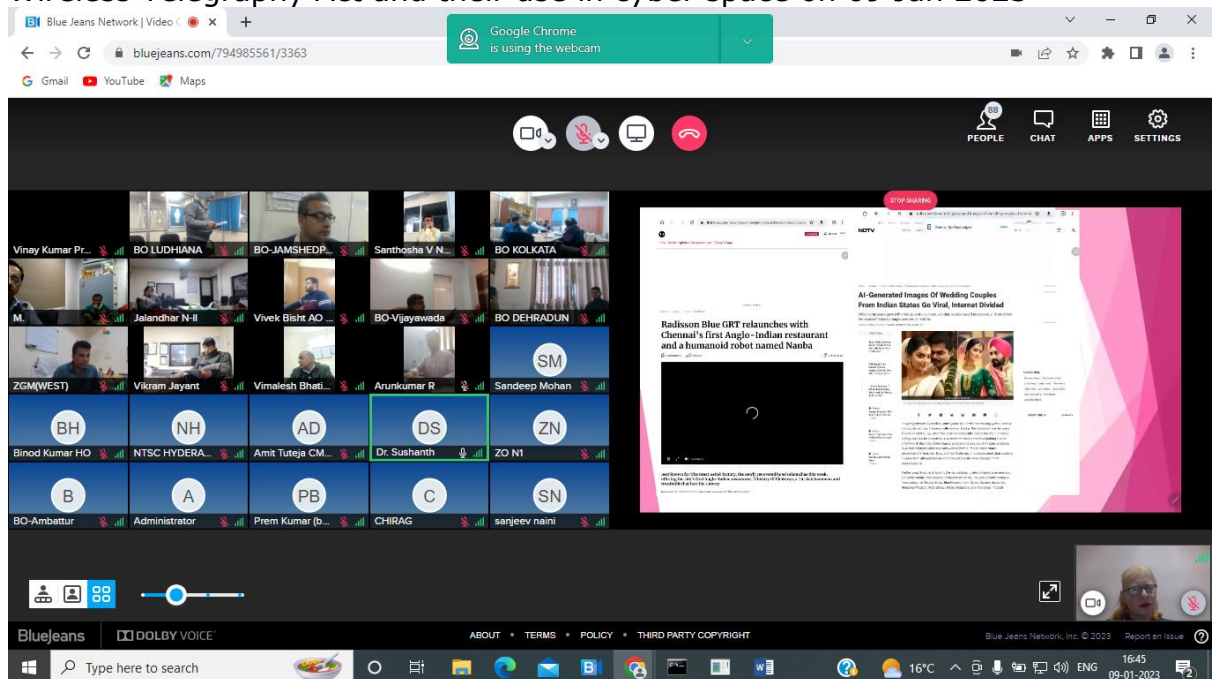 Wireless Telegraphy Act and their use in Cyber space on 09 Jan 2023
Blue Jeans Network | Video C
Google Chrome
is using the webcam
bluejeans.com/794985561/3363
Gmail YouTube Maps
88
PEOPLE CHAT APPS SETTINGS
STOP SHARING
Vinay Kumar Pr... BO LUDHIANA BO-JAMSHEDP... Santhosha V N... BO KOLKATA
M. Jalandhar N-II Vivek Bisht AO ... BO-Vijayawada BO DEHRADUN
ZGM(WEST) Vikram Jayant Vimalesh Bhati... Arunkumar R SM Sandeep Mohan
BH NH AD DS ZN
Binod Kumar HO NTSC HYDERA... Amit Tuteja CM... Dr. Sushanth ZO N1
B A PB C SN
BO-Ambattur Administrator Prem Kumar (b... CHIRAG sanjeev naini
Radisson Blue GRT relaunches with
Chennai's first Anglo-Indian restaurant
and a humanoid robot named Nanba
NDTV
AI-Generated Images Of Wedding Couples
From Indian States Go Viral, Internet Divided
BlueJeans DOLBY VOICE
ABOUT • TERMS • POLICY • THIRD PARTY COPYRIGHT
Blue Jeans Network, Inc. © 2023 Report an Issue
Type here to search
16°C ENG 16:45
09-01-2023